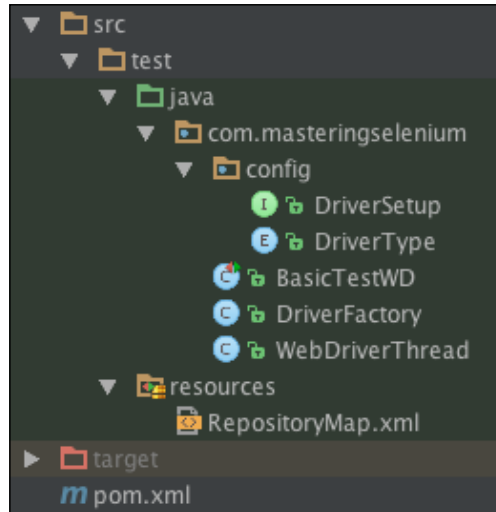 src
test
java
com.masteringselenium
config
I DriverSetup
E DriverType
C BasicTestWD
C DriverFactory
C WebDriverThread
resources
RepositoryMap.xml
target
m pom.xml